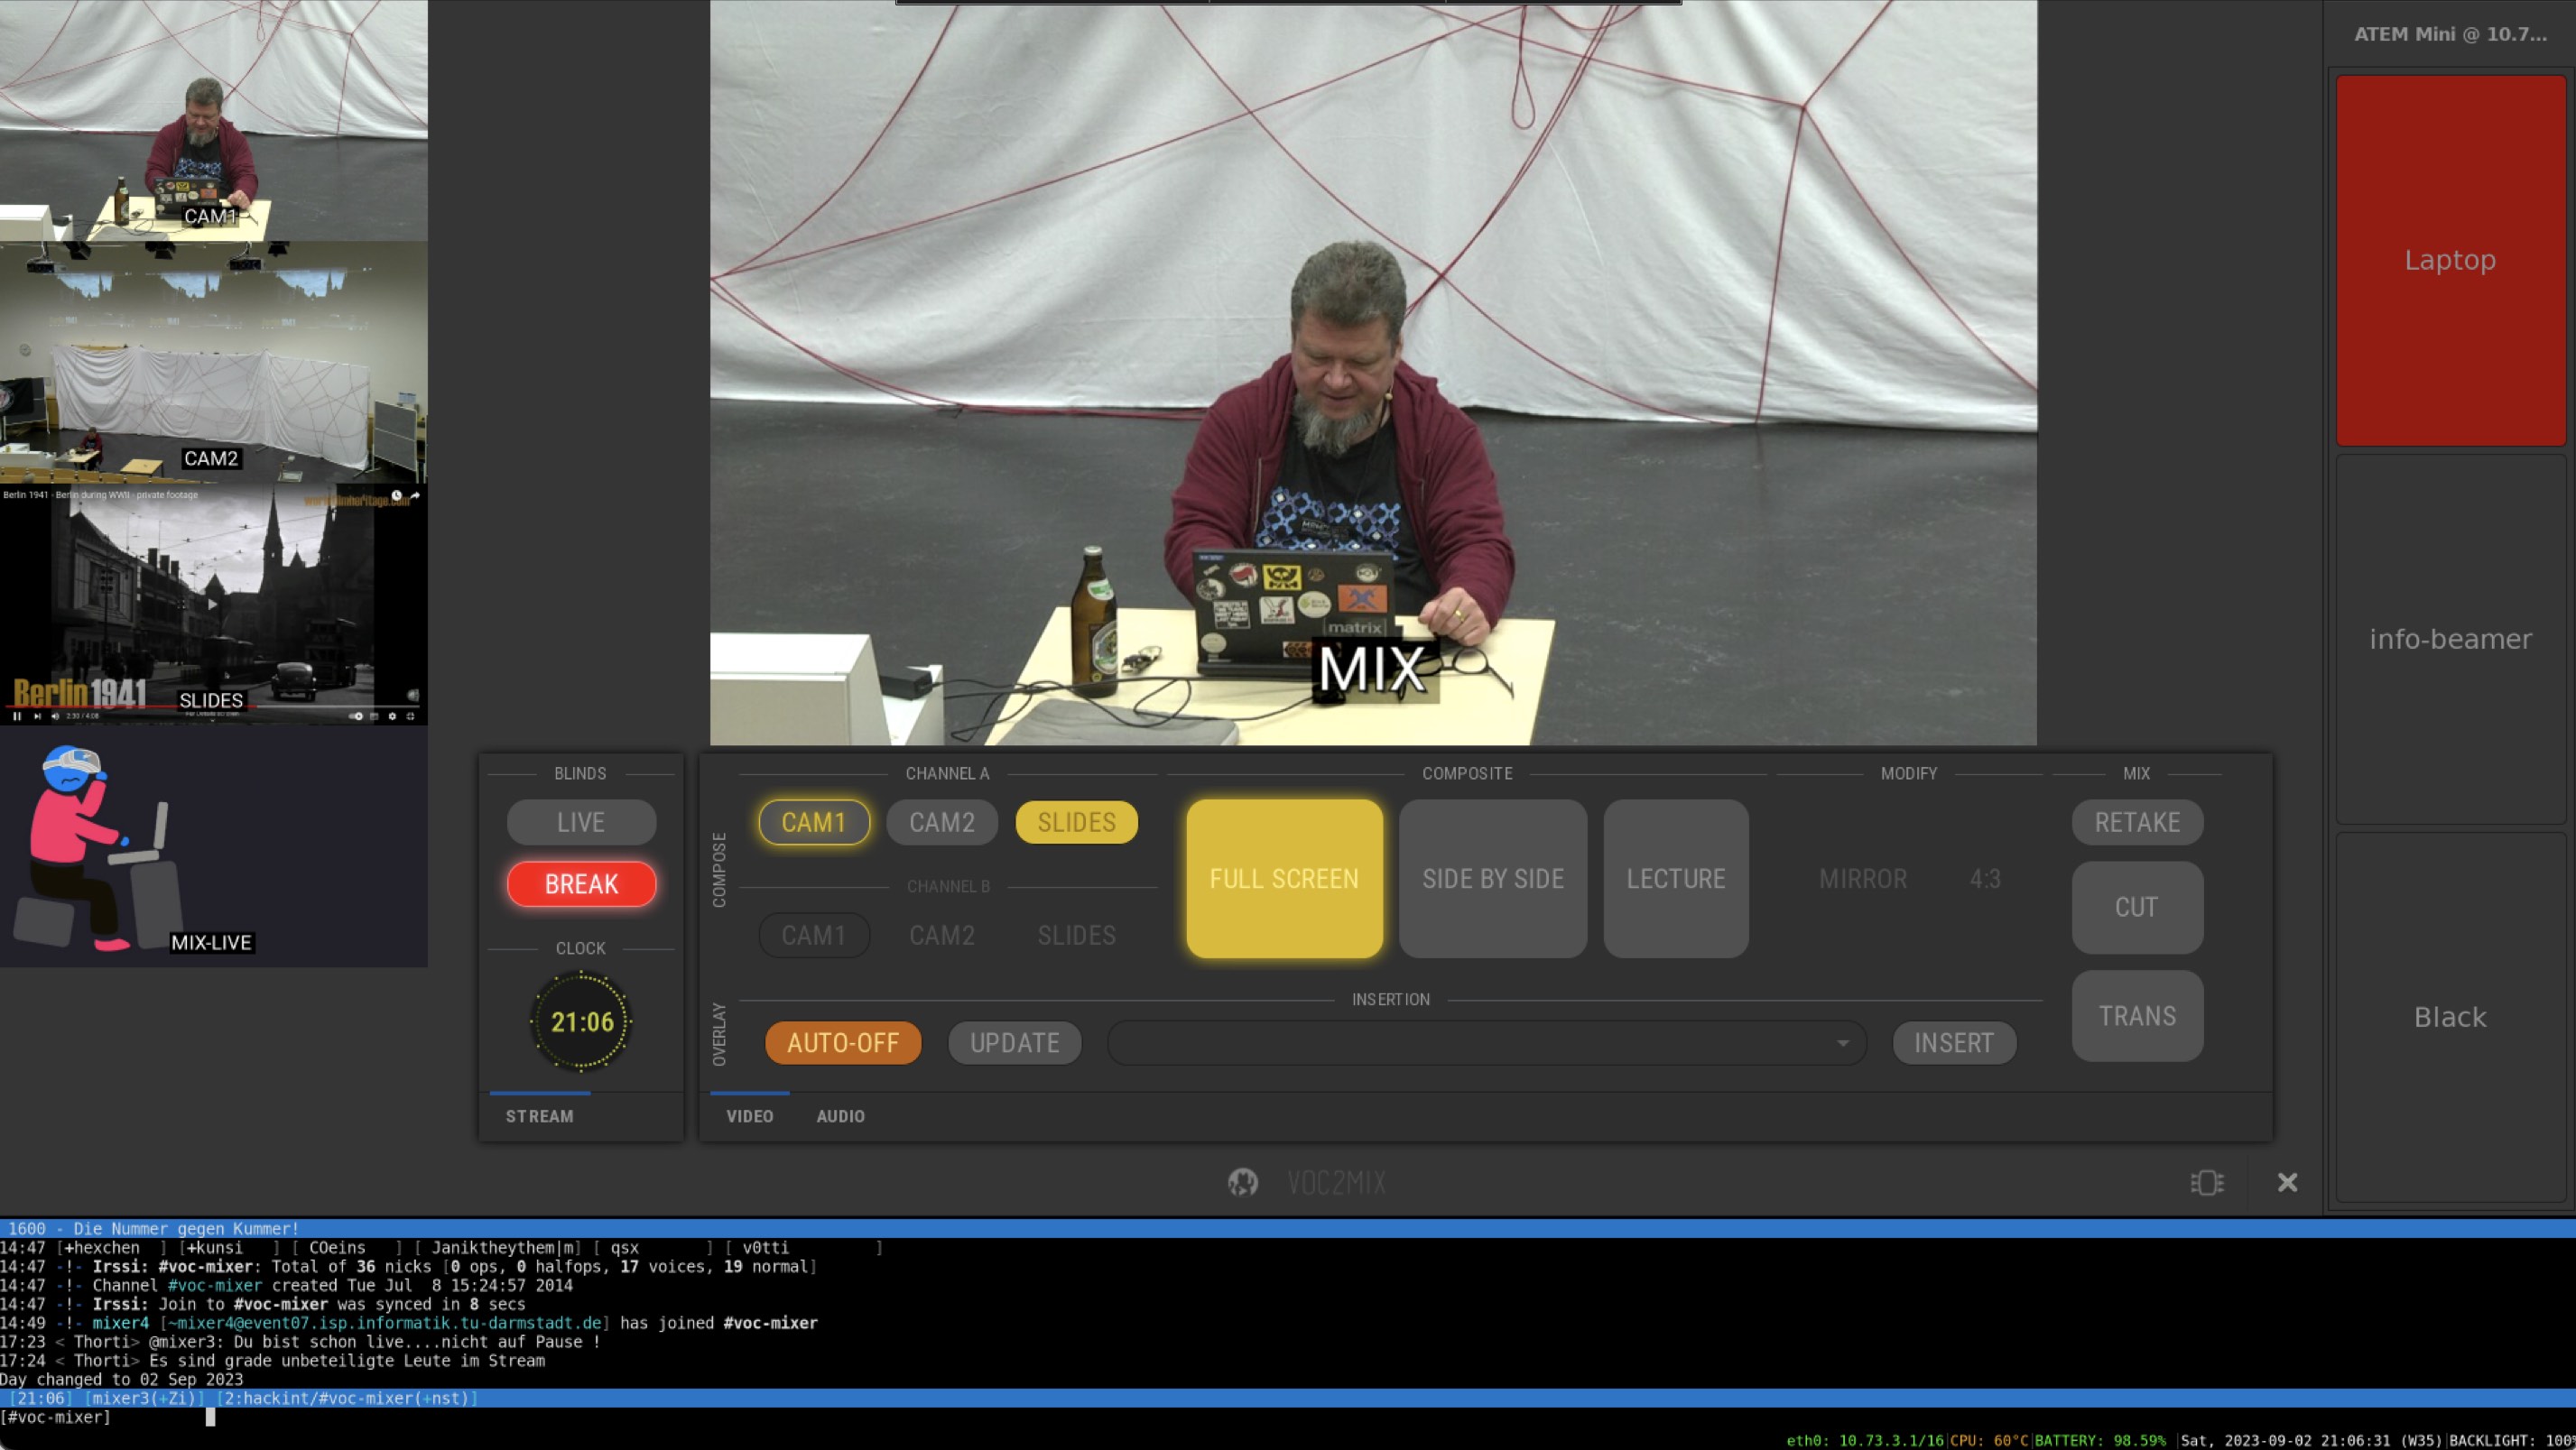 CAM1
CAM2
Berlin 1941 - Berlin during WWII - private footage
Berlin 1941
SLIDES
2:30 / 4:08
MIX-LIVE
matrix
MIX
ATEM Mini @ 10.7...
Laptop
info-beamer
Black
BLINDS
LIVE
BREAK
CLOCK
21:06
STREAM
COMPOSE
CHANNEL A
CAM1 CAM2 SLIDES
CHANNEL B
CAM1 CAM2 SLIDES
COMPOSITE
FULL SCREEN SIDE BY SIDE LECTURE
MODIFY
MIRROR 4:3
MIX
RETAKE
CUT
TRANS
OVERLAY
INSERTION
AUTO-OFF UPDATE INSERT
VIDEO AUDIO
VOC2MIX
1600 - Die Nummer gegen Kummer!
14:47 [+hexchen ] [+kunsi ] [ COeins ] [ Janiktheythem|m] [ qsx ] [ v0tti ]
14:47 -!- Irssi: #voc-mixer: Total of 36 nicks [0 ops, 0 halfops, 17 voices, 19 normal]
14:47 -!- Channel #voc-mixer created Tue Jul 8 15:24:57 2014
14:47 -!- Irssi: Join to #voc-mixer was synced in 8 secs
14:49 -!- mixer4 [~mixer4@event07.isp.informatik.tu-darmstadt.de] has joined #voc-mixer
17:23 < Thorti> @mixer3: Du bist schon live....nicht auf Pause !
17:24 < Thorti> Es sind grade unbeteiligte Leute im Stream
Day changed to 02 Sep 2023
[21:06] [mixer3(+Zi)] [2:hackint/#voc-mixer(+nst)]
[#voc-mixer]
eth0: 10.73.3.1/16|CPU: 60°C|BATTERY: 98.59% |Sat, 2023-09-02 21:06:31 (W35)|BACKLIGHT: 100